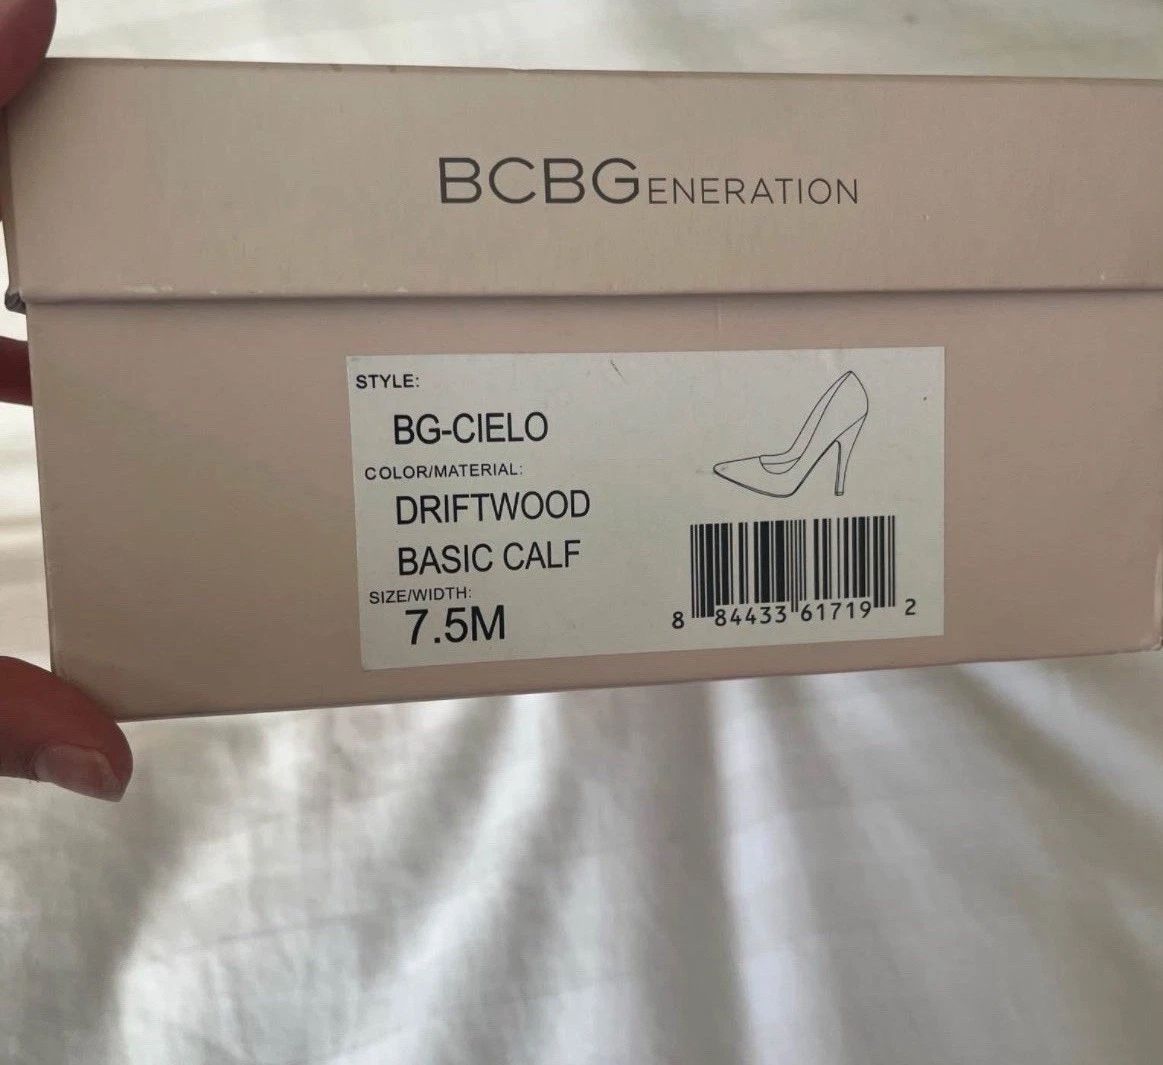 BCBGENERATION
STYLE:
BG-CIELO
COLOR/MATERIAL:
DRIFTWOOD
BASIC CALF
SIZE/WIDTH:
7.5M
8 84433 61719 2